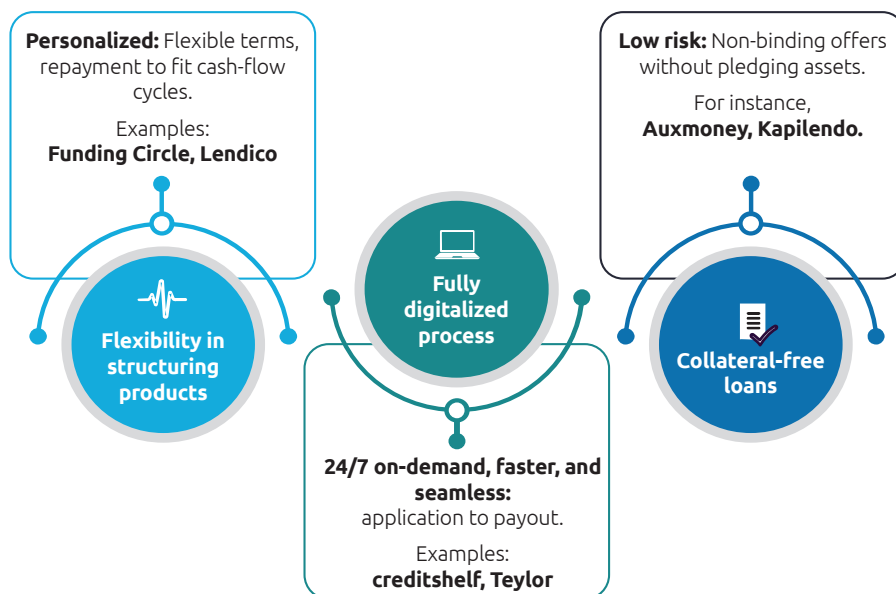 Personalized: Flexible terms,
repayment to fit cash-flow
cycles.
Examples:
Funding Circle, Lendico
Flexibility in
structuring
products
Fully
digitalized
process
24/7 on-demand, faster, and
seamless:
application to payout.
Examples:
creditshelf, Teylor
Low risk: Non-binding offers
without pledging assets.
For instance,
Auxmoney, Kapilendo.
Collateral-free
loans